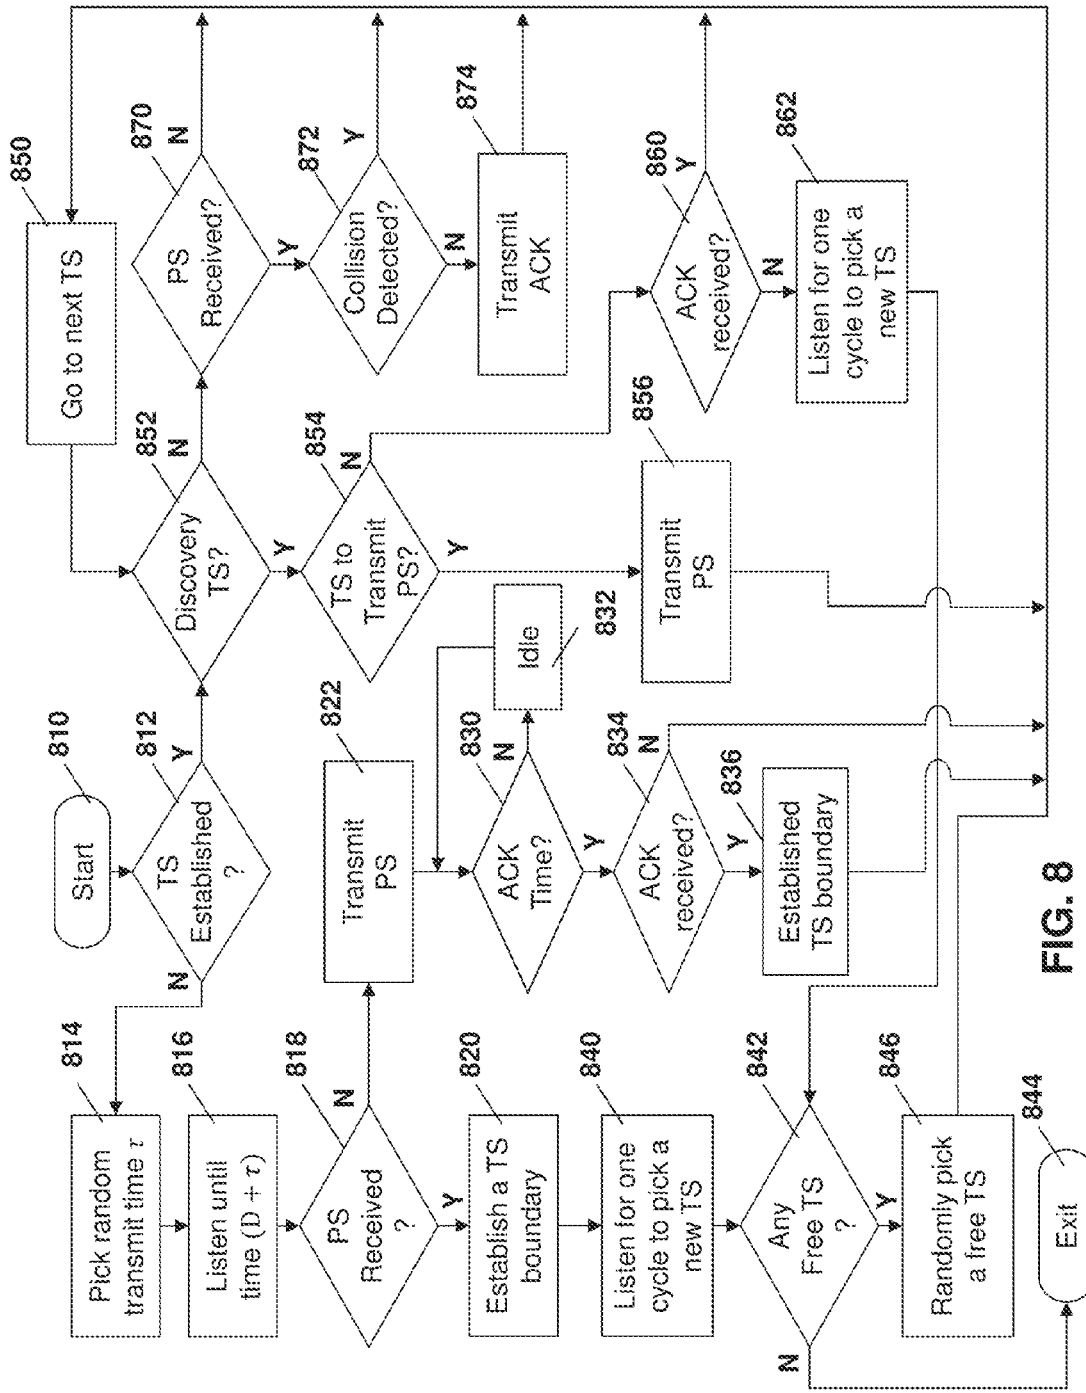 810
Start
812
TS
Established
?
Y
N
814
Pick random
transmit time τ
816
Listen until
time (D + τ)
818
PS
Received
?
N
Y
820
Establish a TS
boundary
840
Listen for one
cycle to pick a
new TS
842
Any
Free TS
?
N
Y
846
Randomly pick
a free TS
844
Exit
822
Transmit
PS
830
ACK
Time?
N
Y
Idle
832
834
ACK
received?
N
Y
836
Established
TS boundary
850
Go to next TS
852
Discovery
TS?
N
Y
854
TS to
Transmit
PS?
N
Y
856
Transmit
PS
870
PS
Received?
N
Y
872
Collision
Detected?
Y
N
874
Transmit
ACK
860
ACK
received?
Y
N
862
Listen for one
cycle to pick a
new TS
FIG. 8